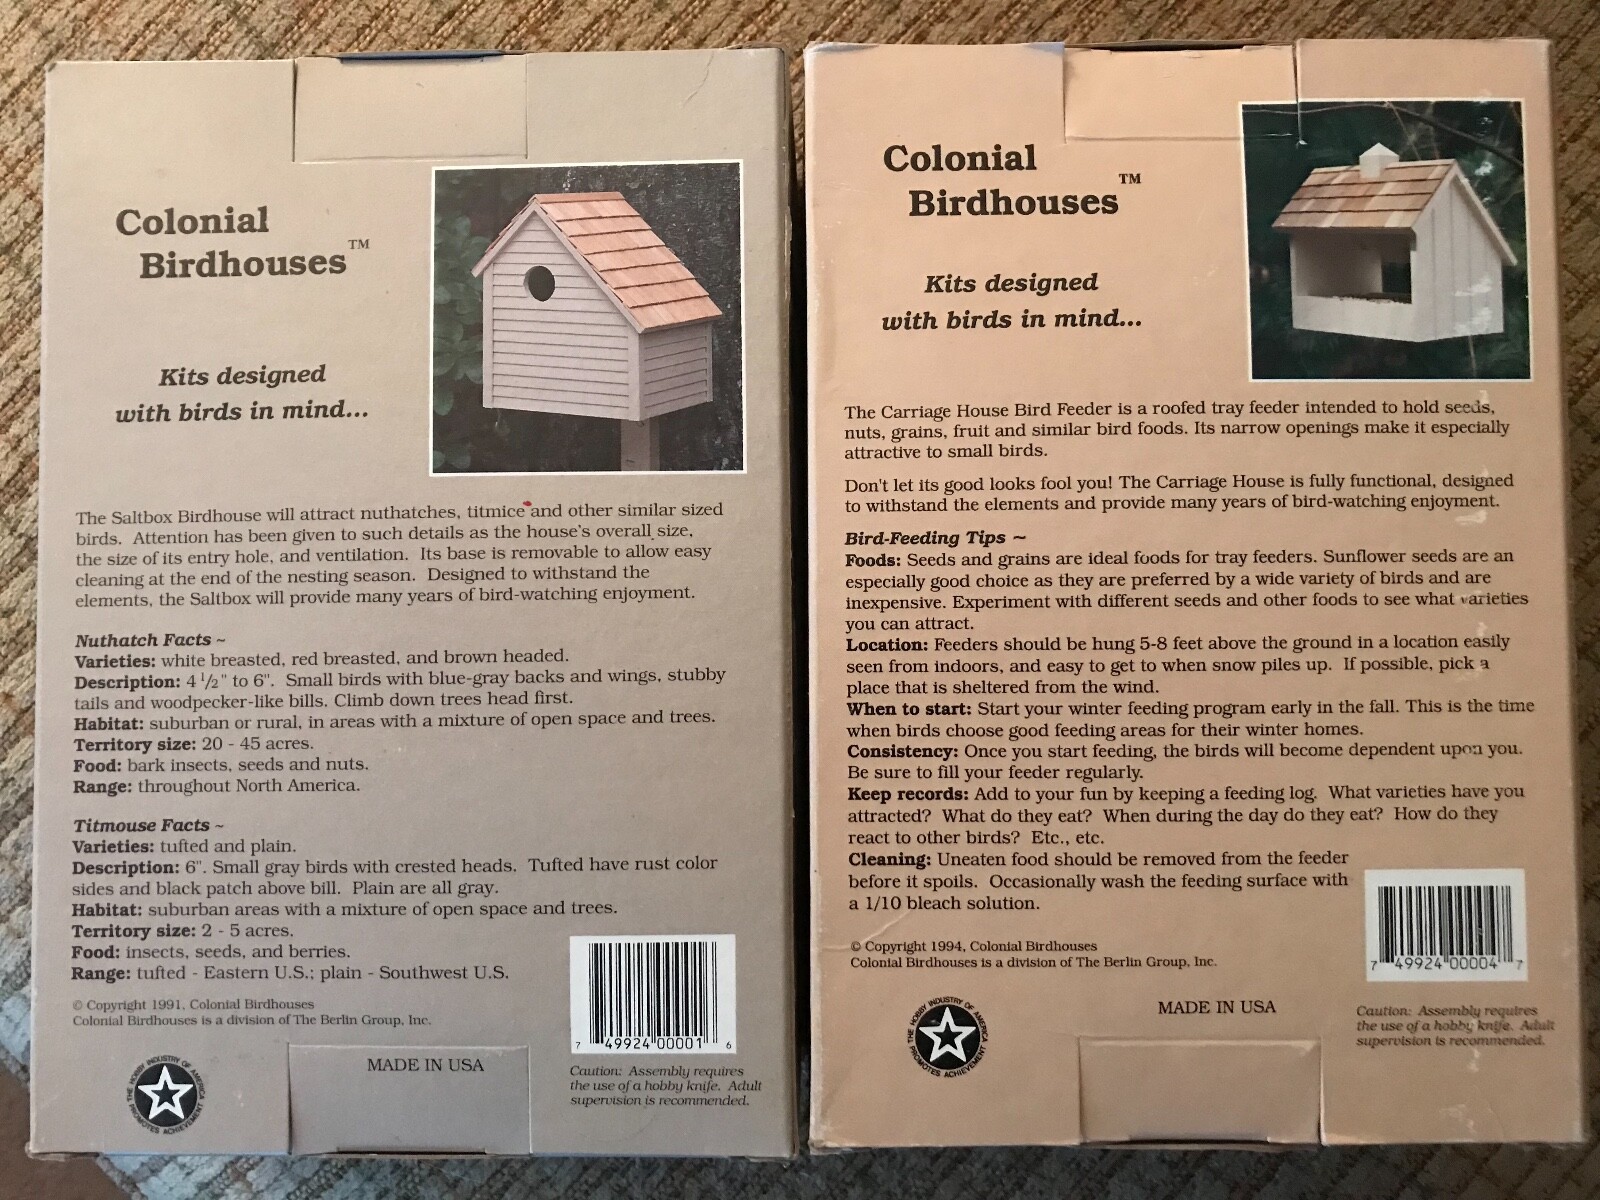 Colonial
Birdhouses™
Kits designed
with birds in mind...
The Saltbox Birdhouse will attract nuthatches, titmice and other similar sized
birds. Attention has been given to such details as the house's overall size,
the size of its entry hole, and ventilation. Its base is removable to allow easy
cleaning at the end of the nesting season. Designed to withstand the
elements, the Saltbox will provide many years of bird-watching enjoyment.
Nuthatch Facts ~
Varieties: white breasted, red breasted, and brown headed.
Description: 4 1/2" to 6". Small birds with blue-gray backs and wings, stubby
tails and woodpecker-like bills. Climb down trees head first.
Habitat: suburban or rural, in areas with a mixture of open space and trees.
Territory size: 20 - 45 acres.
Food: bark insects, seeds and nuts.
Range: throughout North America.
Titmouse Facts ~
Varieties: tufted and plain.
Description: 6". Small gray birds with crested heads. Tufted have rust color
sides and black patch above bill. Plain are all gray.
Habitat: suburban areas with a mixture of open space and trees.
Territory size: 2 - 5 acres.
Food: insects, seeds, and berries.
Range: tufted - Eastern U.S.; plain - Southwest U.S.
© Copyright 1991, Colonial Birdhouses
Colonial Birdhouses is a division of The Berlin Group, Inc.
7 49924 00001 6
MADE IN USA
Caution: Assembly requires
the use of a hobby knife. Adult
supervision is recommended.
THE HOBBY INDUSTRY OF AMERICA
PROMOTES ACHIEVEMENT
Colonial
Birdhouses™
Kits designed
with birds in mind...
The Carriage House Bird Feeder is a roofed tray feeder intended to hold seeds,
nuts, grains, fruit and similar bird foods. Its narrow openings make it especially
attractive to small birds.
Don't let its good looks fool you! The Carriage House is fully functional, designed
to withstand the elements and provide many years of bird-watching enjoyment.
Bird-Feeding Tips ~
Foods: Seeds and grains are ideal foods for tray feeders. Sunflower seeds are an
especially good choice as they are preferred by a wide variety of birds and are
inexpensive. Experiment with different seeds and other foods to see what varieties
you can attract.
Location: Feeders should be hung 5-8 feet above the ground in a location easily
seen from indoors, and easy to get to when snow piles up. If possible, pick a
place that is sheltered from the wind.
When to start: Start your winter feeding program early in the fall. This is the time
when birds choose good feeding areas for their winter homes.
Consistency: Once you start feeding, the birds will become dependent upon you.
Be sure to fill your feeder regularly.
Keep records: Add to your fun by keeping a feeding log. What varieties have you
attracted? What do they eat? When during the day do they eat? How do they
react to other birds? Etc., etc.
Cleaning: Uneaten food should be removed from the feeder
before it spoils. Occasionally wash the feeding surface with
a 1/10 bleach solution.
© Copyright 1994, Colonial Birdhouses
Colonial Birdhouses is a division of The Berlin Group, Inc.
7 49924 00004 7
MADE IN USA
Caution: Assembly requires
the use of a hobby knife. Adult
supervision is recommended.
THE HOBBY INDUSTRY OF AMERICA
PROMOTES ACHIEVEMENT